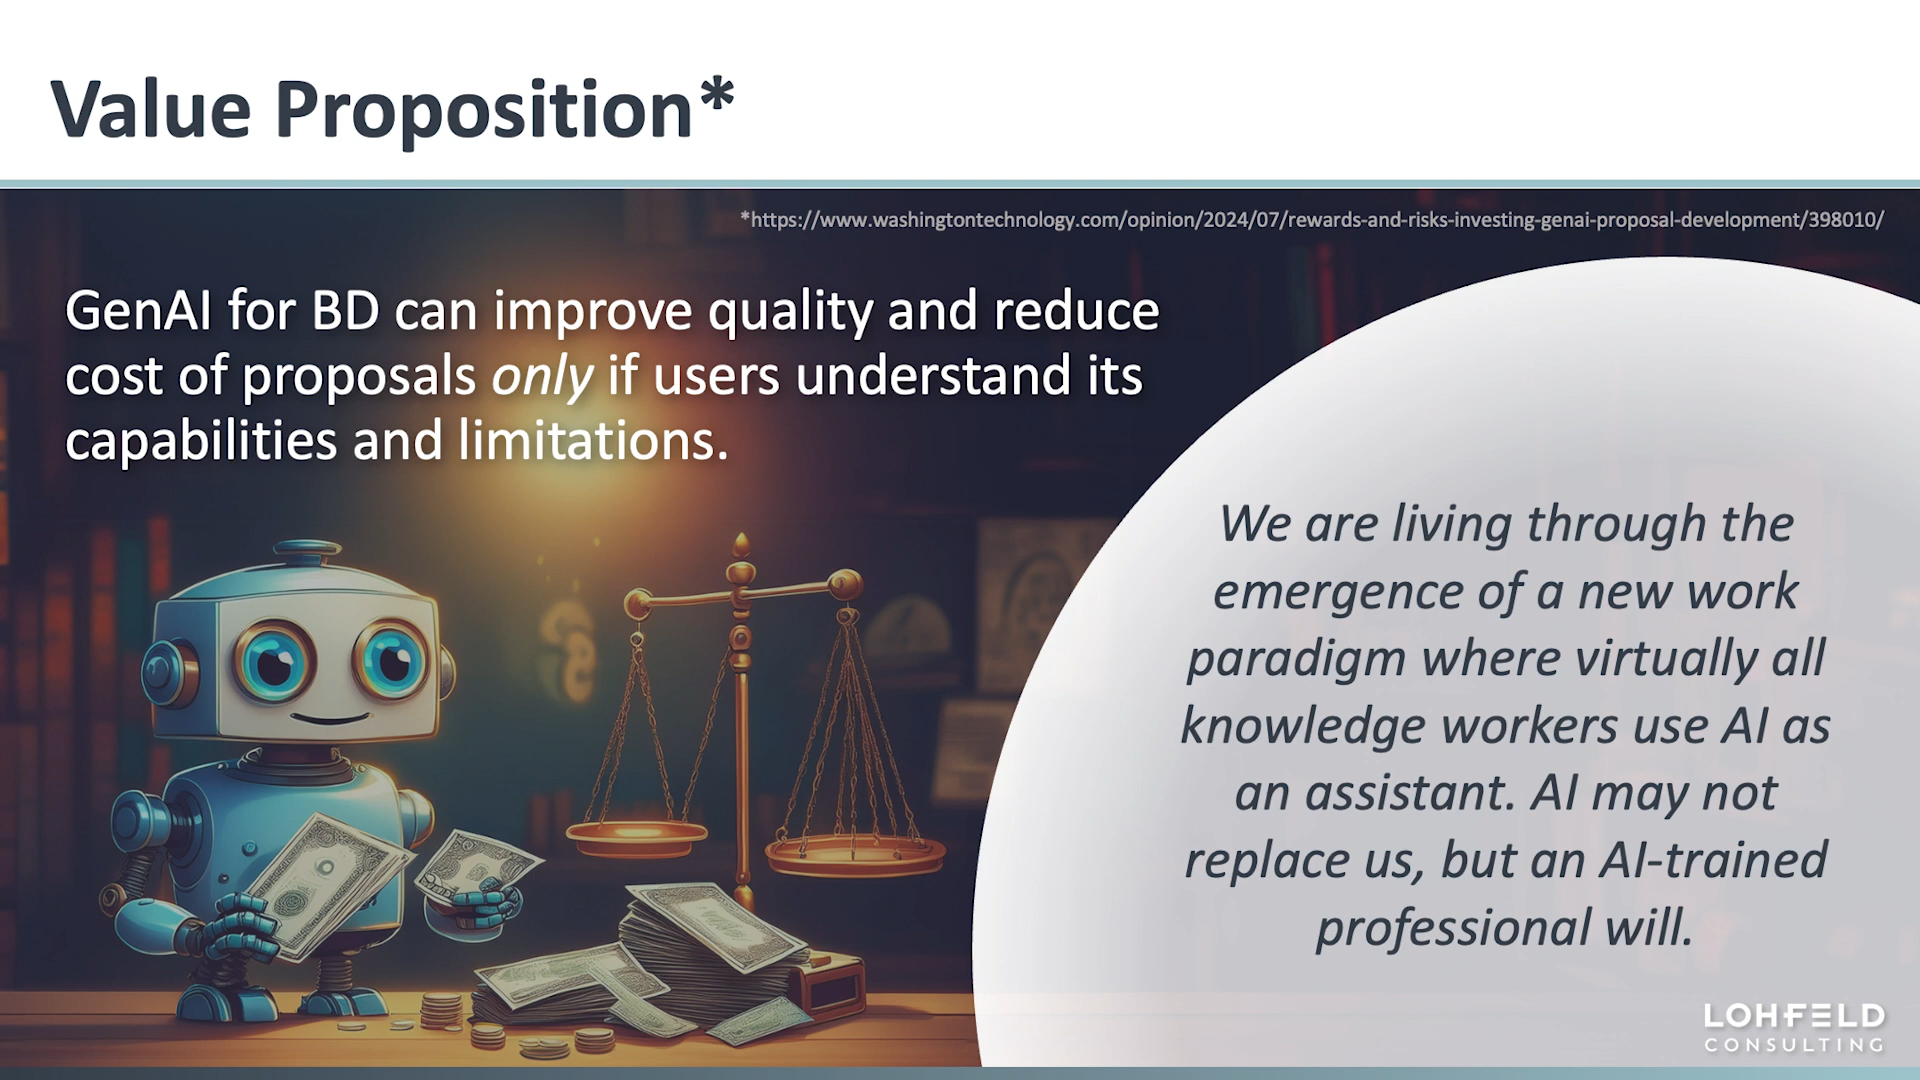 Value Proposition*
*https://www.washingtontechnology.com/opinion/2024/07/rewards-and-risks-investing-genai-proposal-development/398010/
GenAI for BD can improve quality and reduce
cost of proposals only if users understand its
capabilities and limitations.
We are living through the
emergence of a new work
paradigm where virtually all
knowledge workers use AI as
an assistant. AI may not
replace us, but an AI-trained
professional will.
LOHFELD
CONSULTING